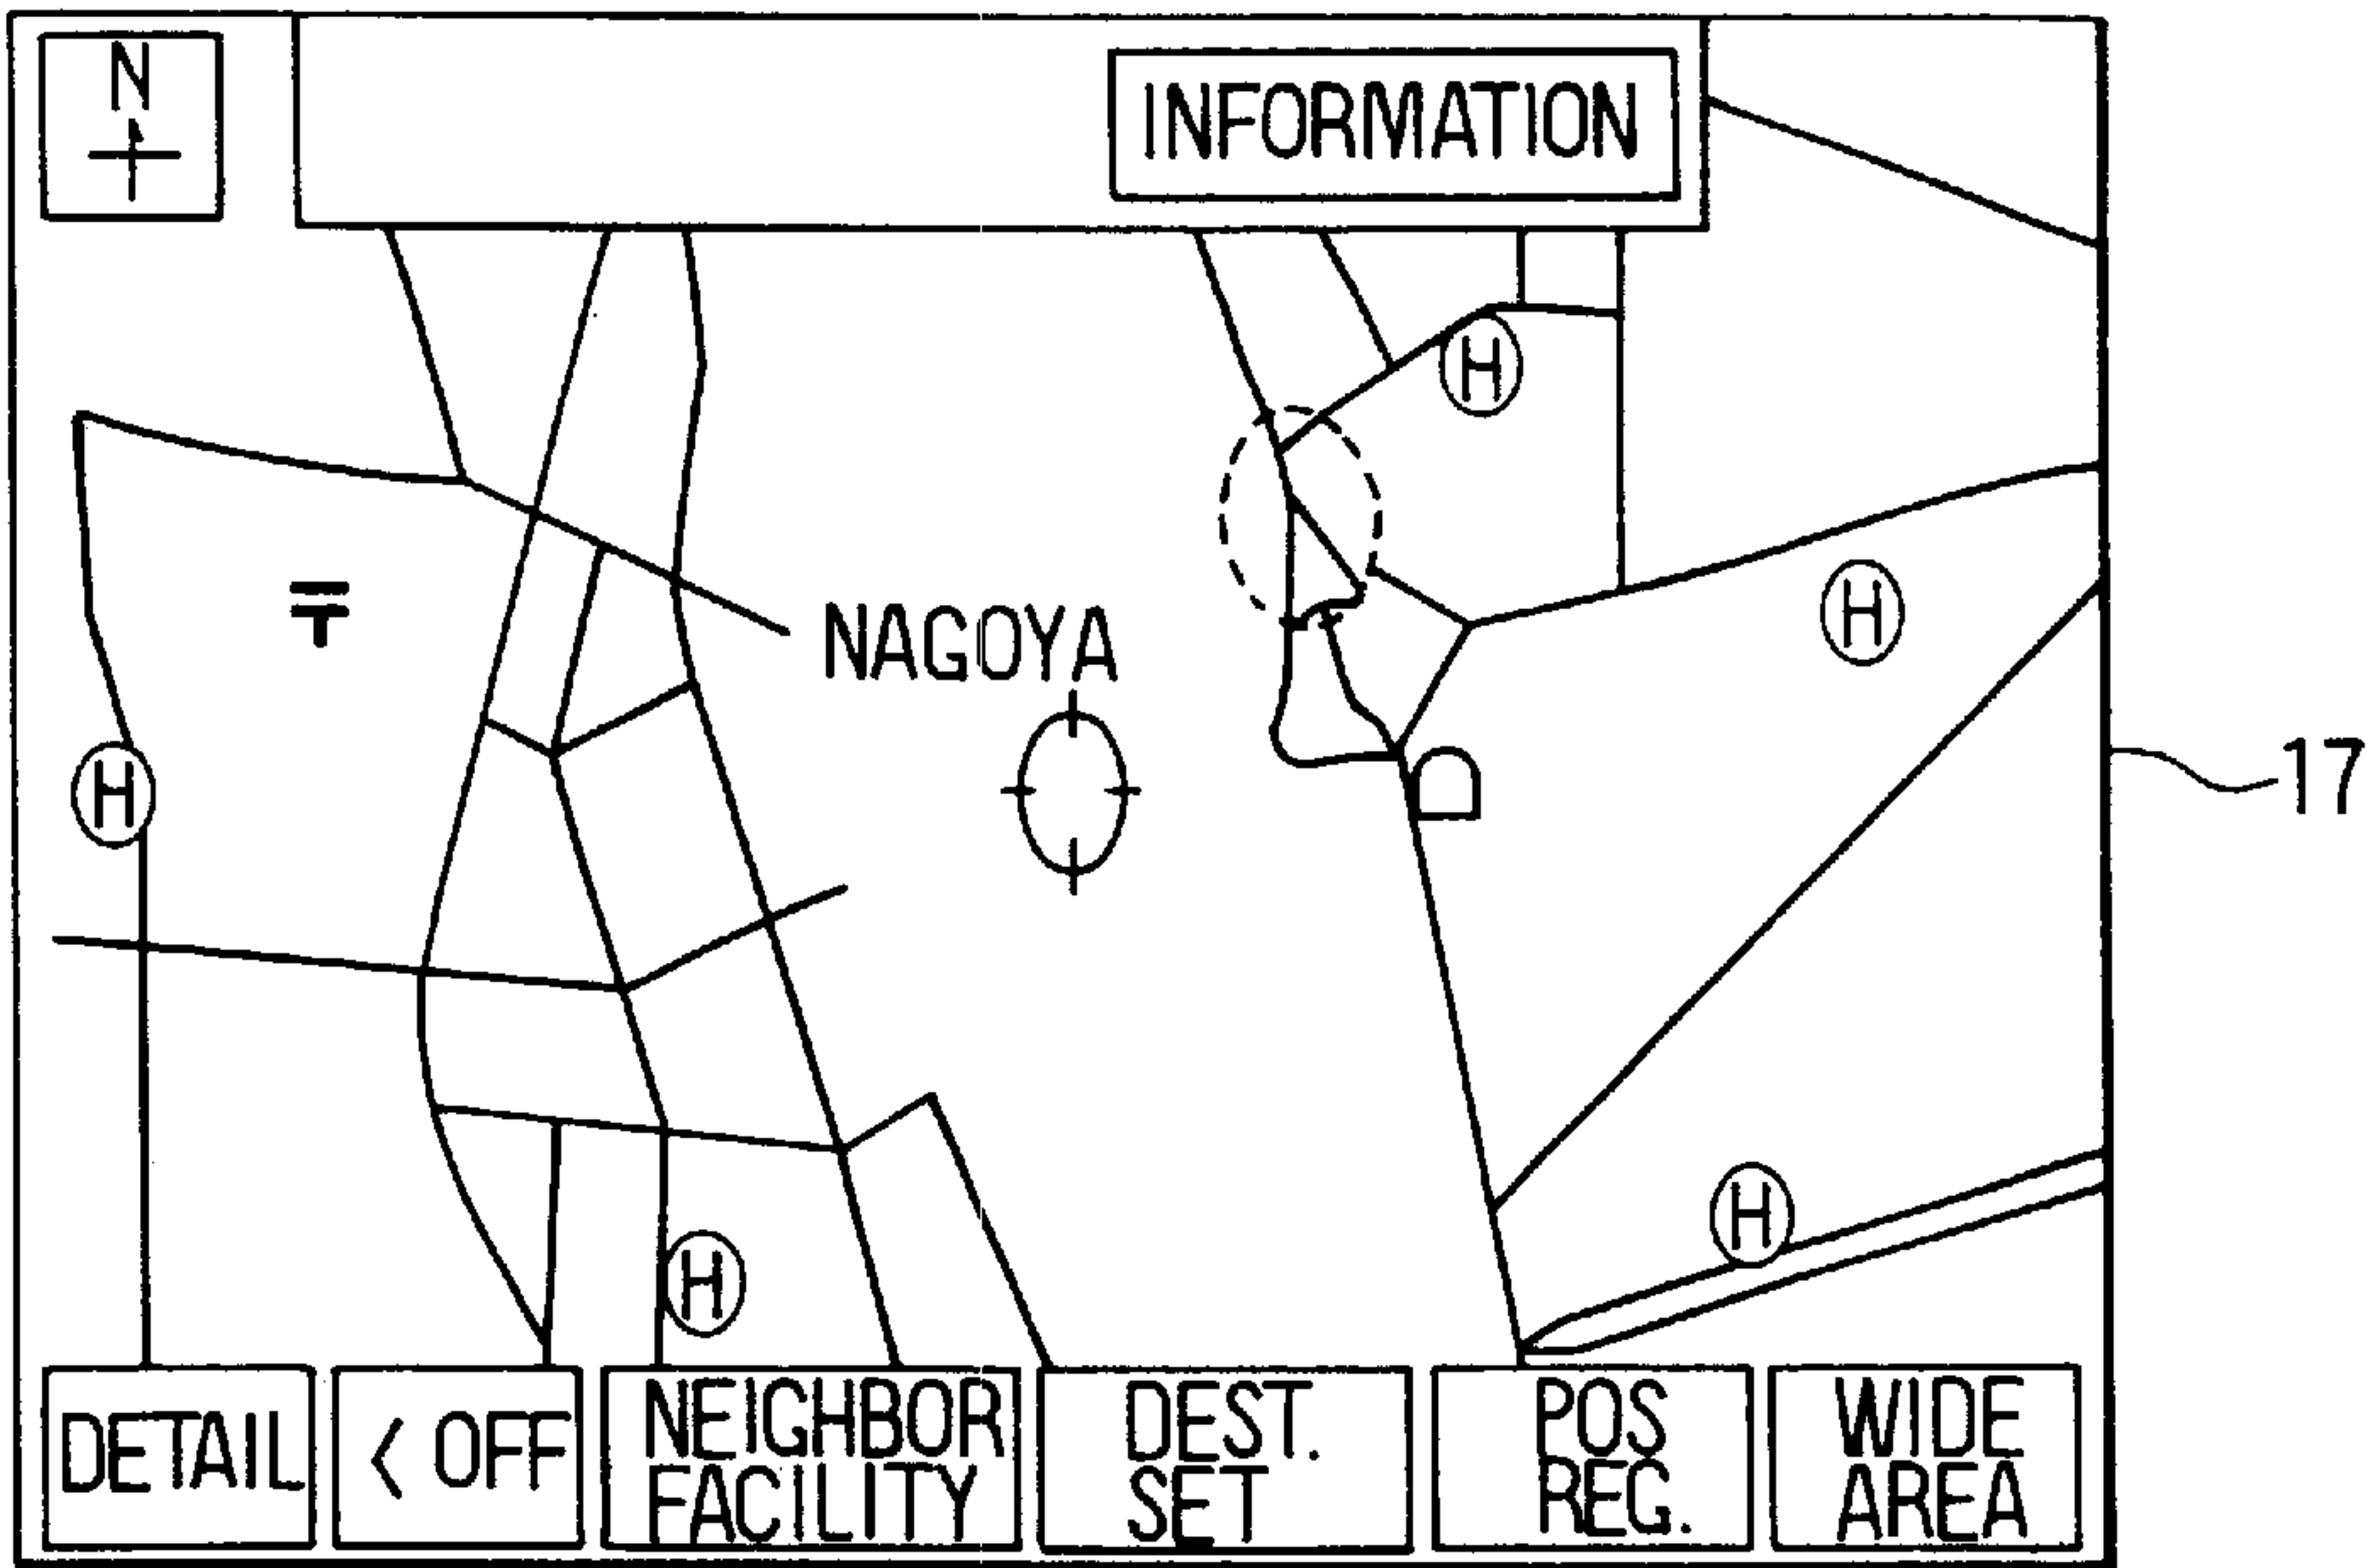 N
INFORMATION
H
H
NAGOYA
H
17
H
H
DETAIL
< OFF
NEIGHBOR
FACILITY
DEST.
SET
POS
REG.
WIDE
AREA